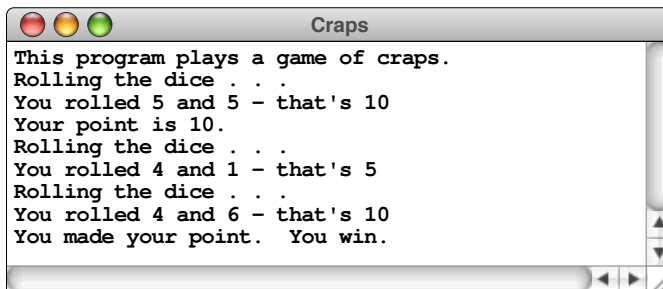 Craps
This program plays a game of craps.
Rolling the dice . . .
You rolled 5 and 5 – that's 10
Your point is 10.
Rolling the dice . . .
You rolled 4 and 1 – that's 5
Rolling the dice . . .
You rolled 4 and 6 – that's 10
You made your point.  You win.